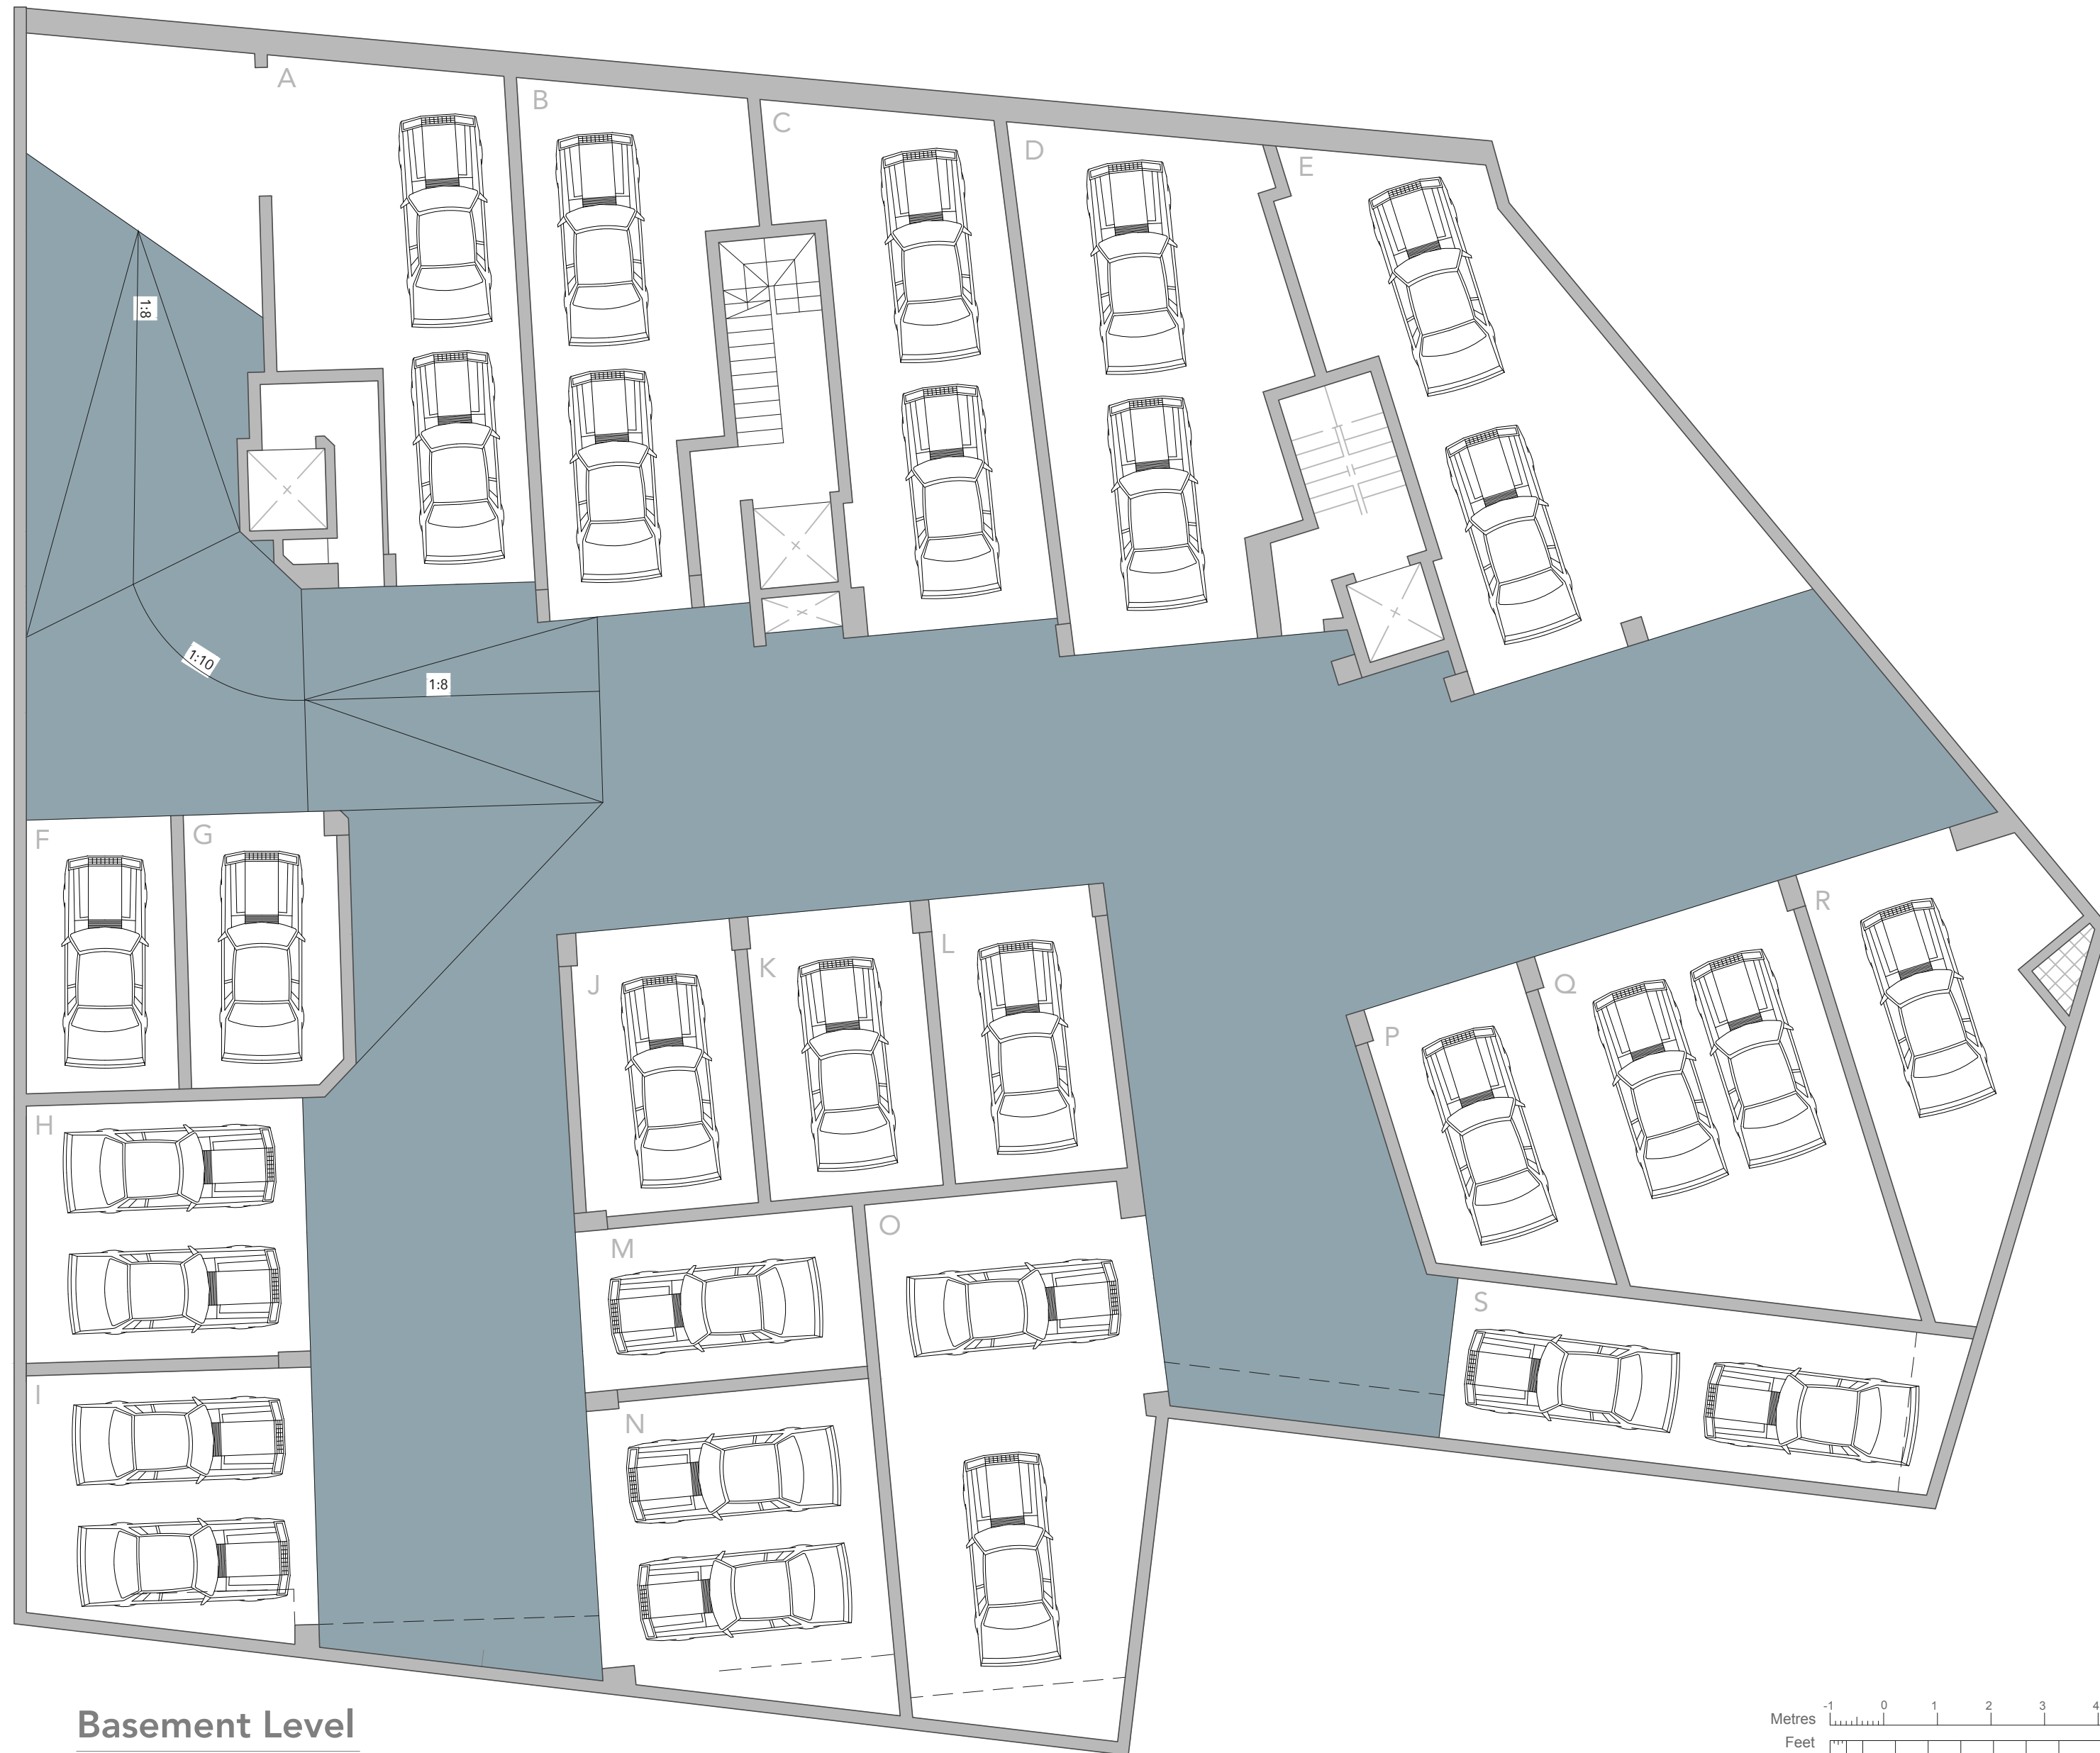 A
B
C
D
E
1:8
1:10
1:8
F
G
H
I
J
K
L
M
N
O
P
Q
R
S
Basement Level
-1 0 1 2 3 4
Metres
Feet